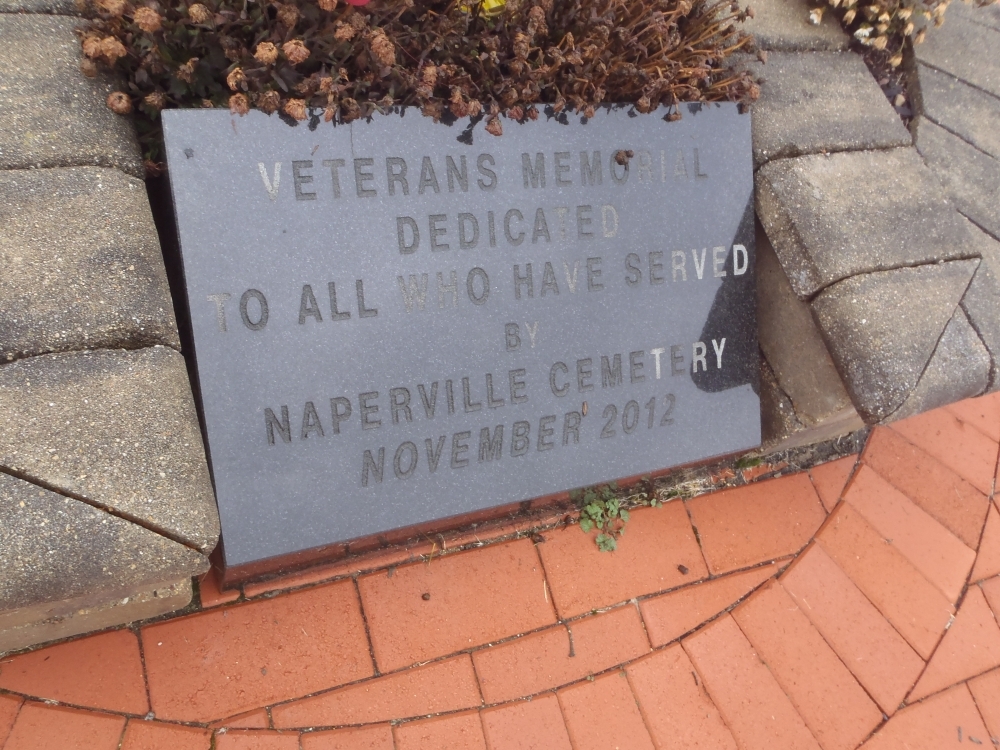 VETERANS MEMORIAL
DEDICATED
TO ALL WHO HAVE SERVED
BY
NAPERVILLE CEMETERY
NOVEMBER 2012